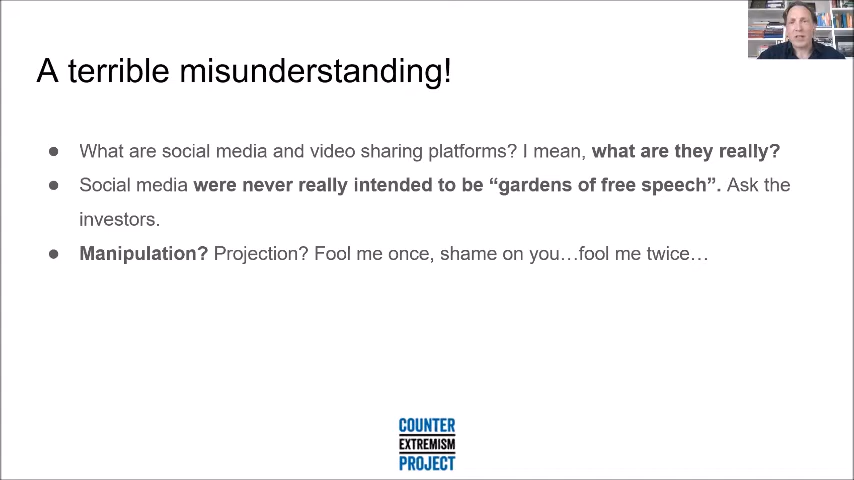 A terrible misunderstanding!
● What are social media and video sharing platforms? I mean, what are they really?
● Social media were never really intended to be “gardens of free speech”. Ask the
investors.
● Manipulation? Projection? Fool me once, shame on you…fool me twice…
COUNTER
EXTREMISM
PROJECT